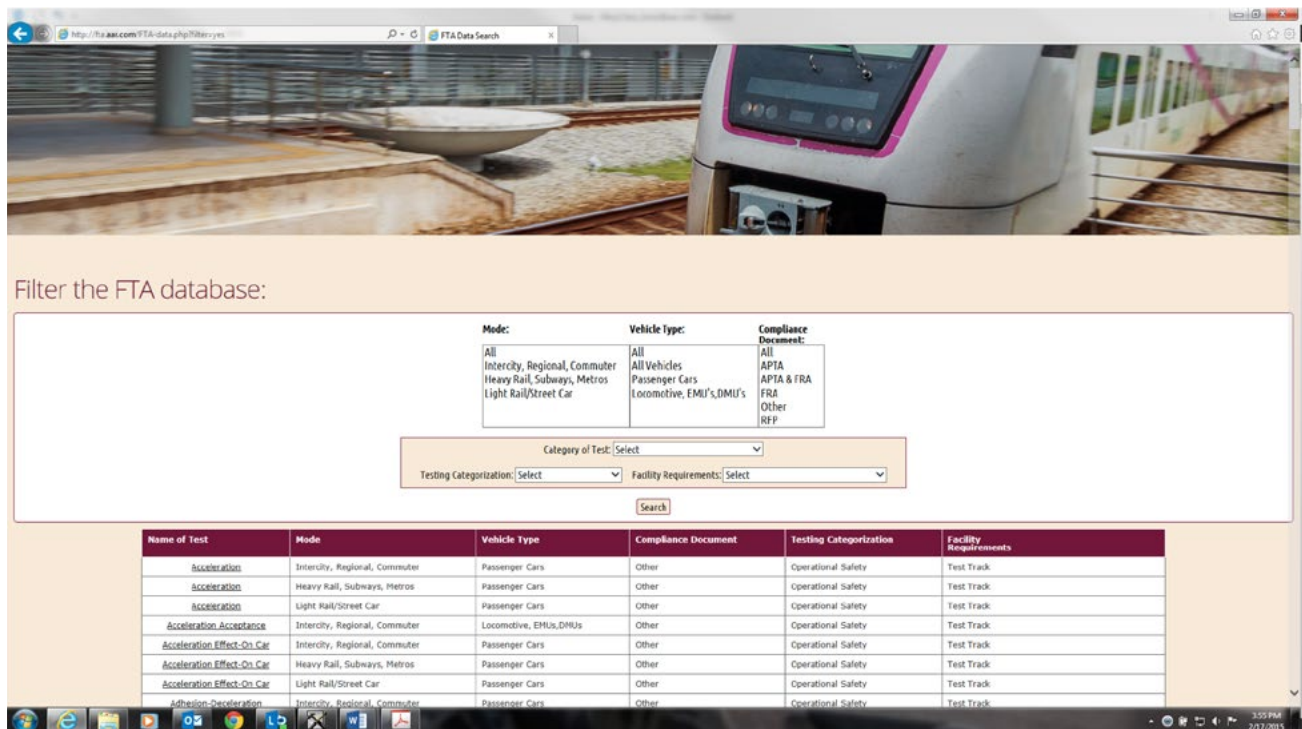 FTA Data Search
Filter the FTA database:
Mode: Vehicle Type: Compliance Document:
All All All
Intercity, Regional, Commuter All Vehicles APTA
Heavy Rail, Subways, Metros Passenger Cars APTA & FRA
Light Rail/Street Car Locomotive, EMU's,DMU's FRA
Other
RFP
Category of Test: Select
Testing Categorization: Select Facility Requirements: Select
Search
Name of Test Mode Vehicle Type Compliance Document Testing Categorization Facility Requirements
Acceleration Intercity, Regional, Commuter Passenger Cars Other Operational Safety Test Track
Acceleration Heavy Rail, Subways, Metros Passenger Cars Other Operational Safety Test Track
Acceleration Light Rail/Street Car Passenger Cars Other Operational Safety Test Track
Acceleration Acceptance Intercity, Regional, Commuter Locomotive, EMUs,DMUs Other Operational Safety Test Track
Acceleration Effect-On Car Intercity, Regional, Commuter Passenger Cars Other Operational Safety Test Track
Acceleration Effect-On Car Heavy Rail, Subways, Metros Passenger Cars Other Operational Safety Test Track
Acceleration Effect-On Car Light Rail/Street Car Passenger Cars Other Operational Safety Test Track
Adhesion-Deceleration Intercity, Regional, Commuter Passenger Cars Other Operational Safety Test Track
3:55 PM
2/17/2015